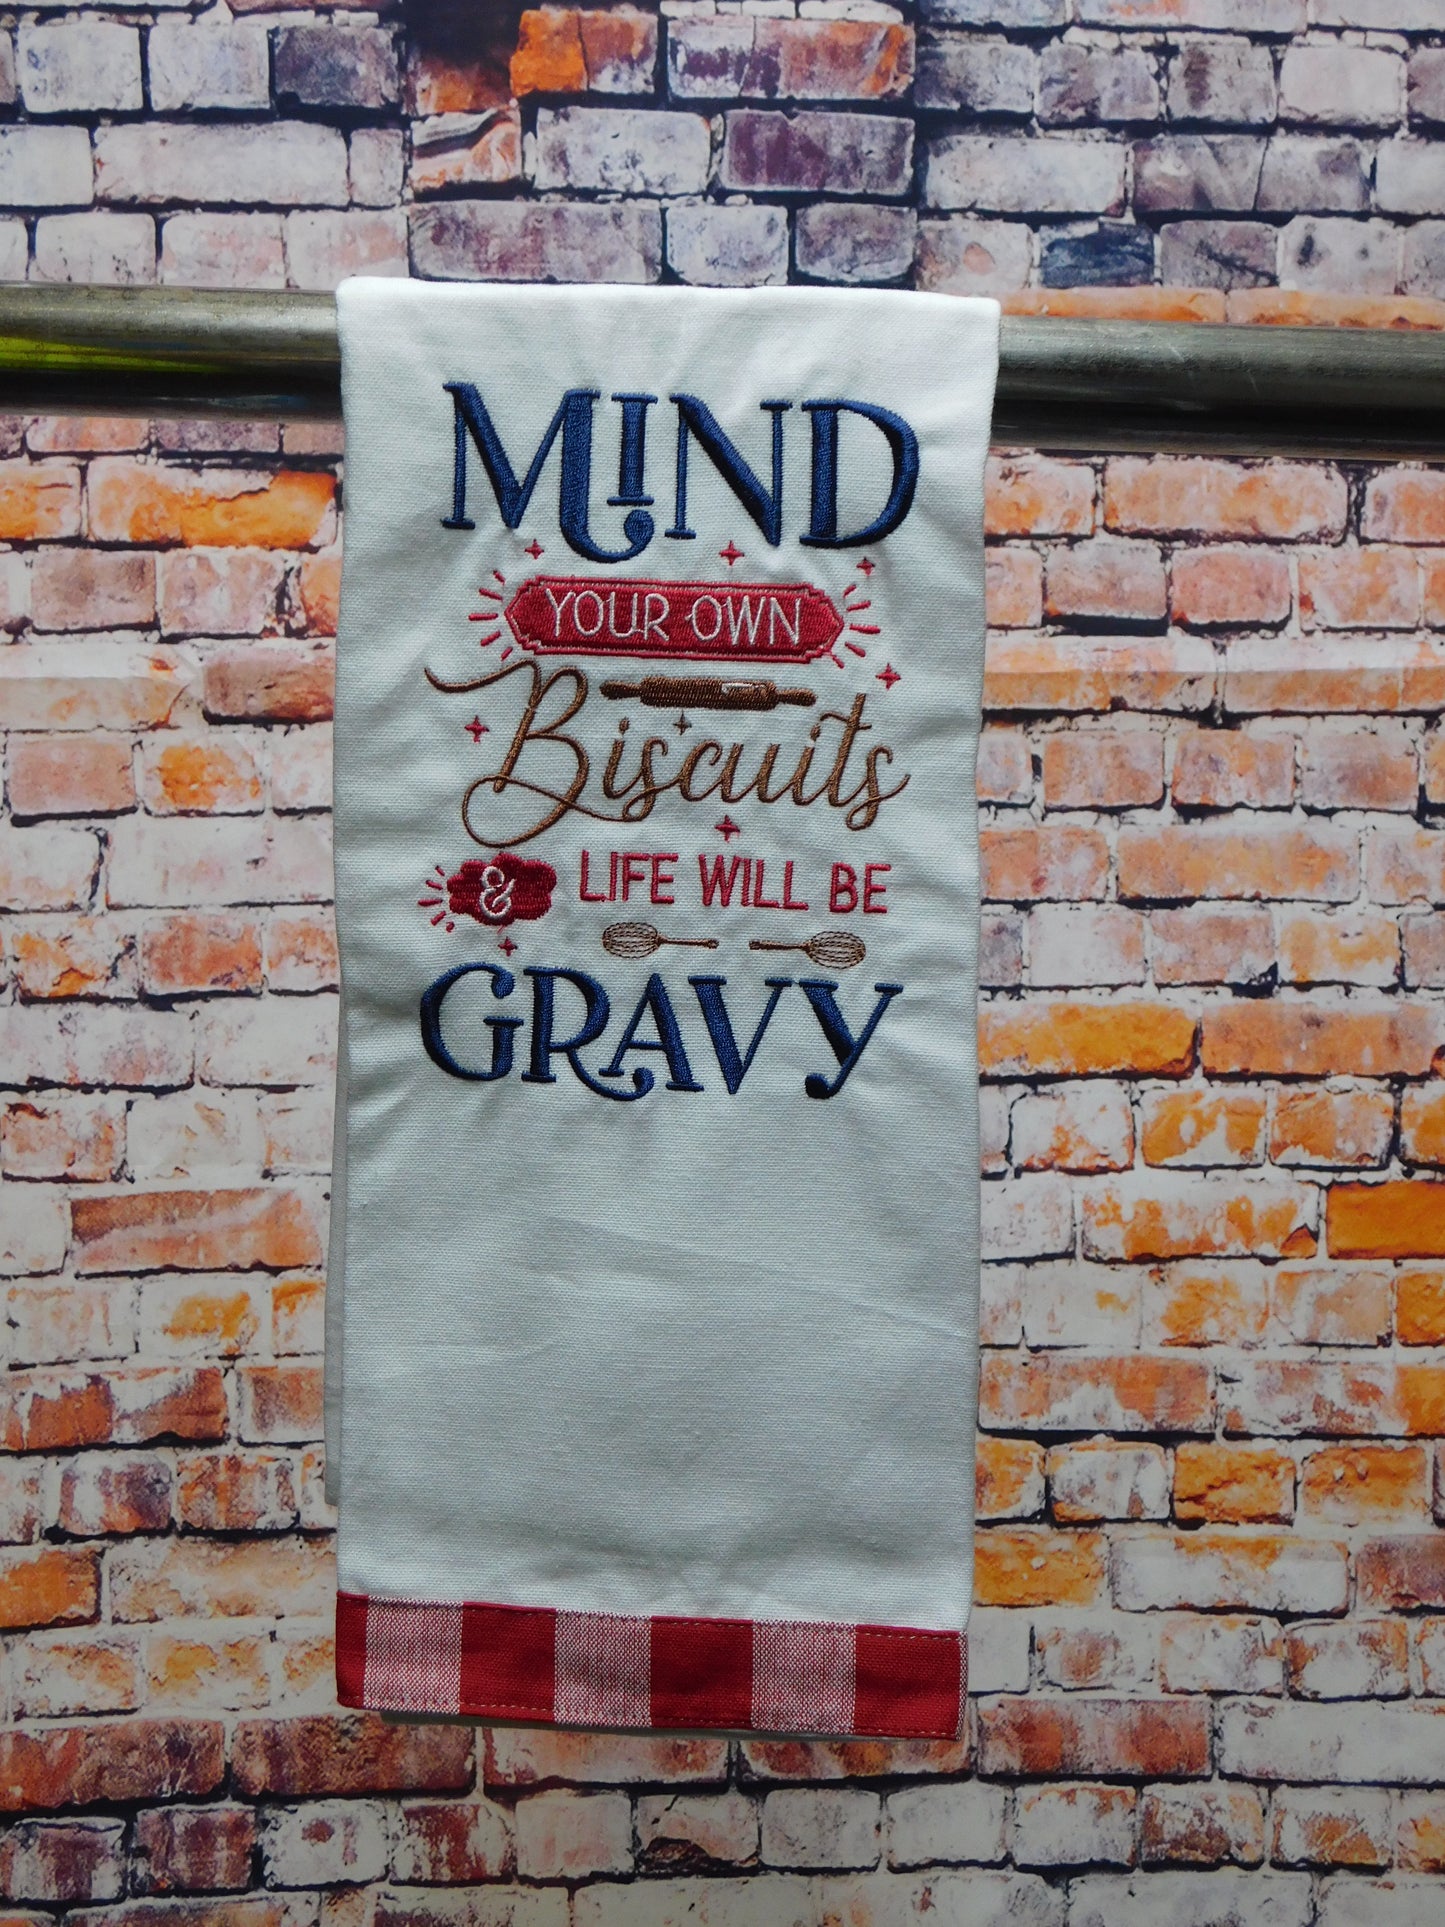 MIND
YOUR OWN
Biscuits
& LIFE WILL BE
GRAVY